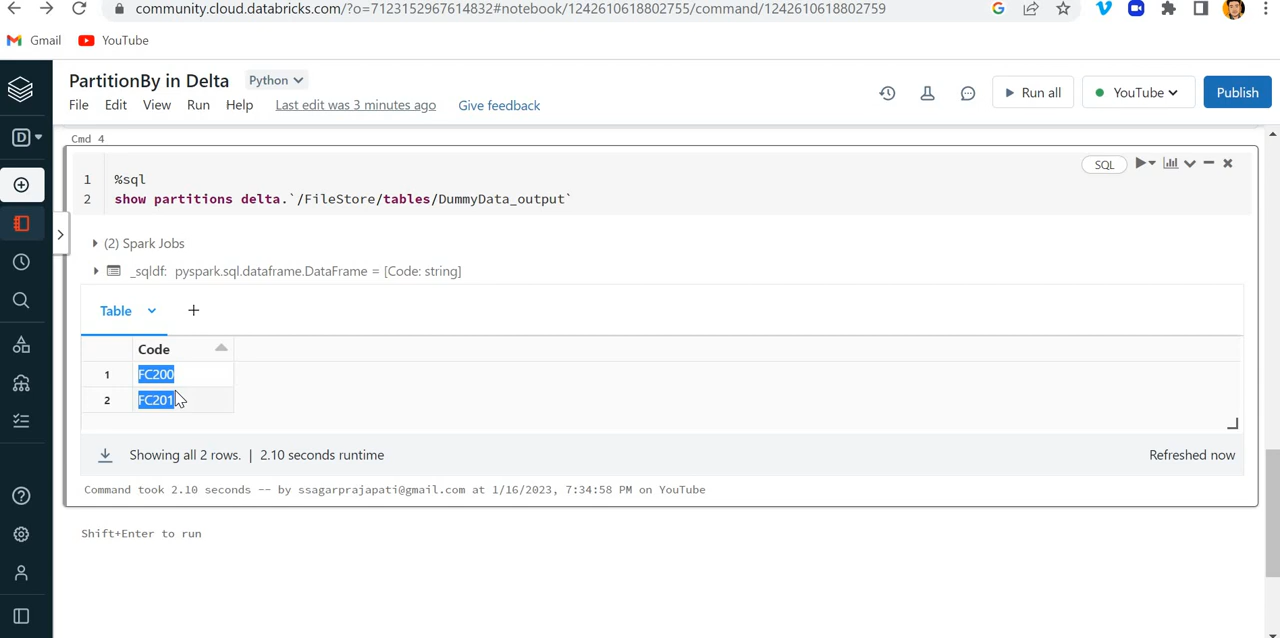 community.cloud.databricks.com/?o=7123152967614832#notebook/1242610618802755/command/1242610618802759
Gmail YouTube
PartitionBy in Delta Python
File Edit View Run Help Last edit was 3 minutes ago Give feedback
Run all YouTube Publish
Cmd 4
1 %sql
2 show partitions delta.`/FileStore/tables/DummyData_output`
SQL
(2) Spark Jobs
_sqldf: pyspark.sql.dataframe.DataFrame = [Code: string]
Table +
Code
1 FC200
2 FC201
Showing all 2 rows. | 2.10 seconds runtime Refreshed now
Command took 2.10 seconds -- by ssagarprajapati@gmail.com at 1/16/2023, 7:34:58 PM on YouTube
Shift+Enter to run